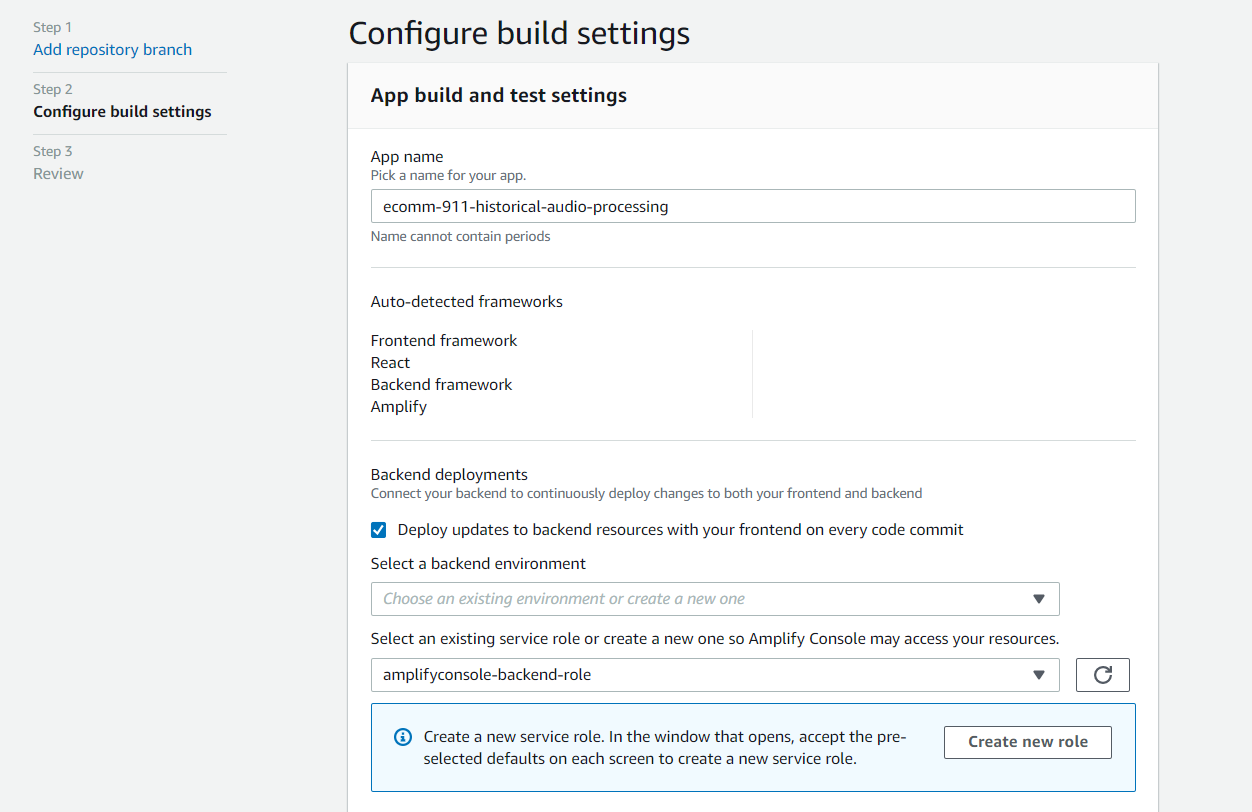 Step 1
Add repository branch
Step 2
Configure build settings
Step 3
Review
Configure build settings
App build and test settings
App name
Pick a name for your app.
ecomm-911-historical-audio-processing
Name cannot contain periods
Auto-detected frameworks
Frontend framework
React
Backend framework
Amplify
Backend deployments
Connect your backend to continuously deploy changes to both your frontend and backend
Deploy updates to backend resources with your frontend on every code commit
Select a backend environment
Choose an existing environment or create a new one
Select an existing service role or create a new one so Amplify Console may access your resources.
amplifyconsole-backend-role
Create a new service role. In the window that opens, accept the pre-
selected defaults on each screen to create a new service role.
Create new role